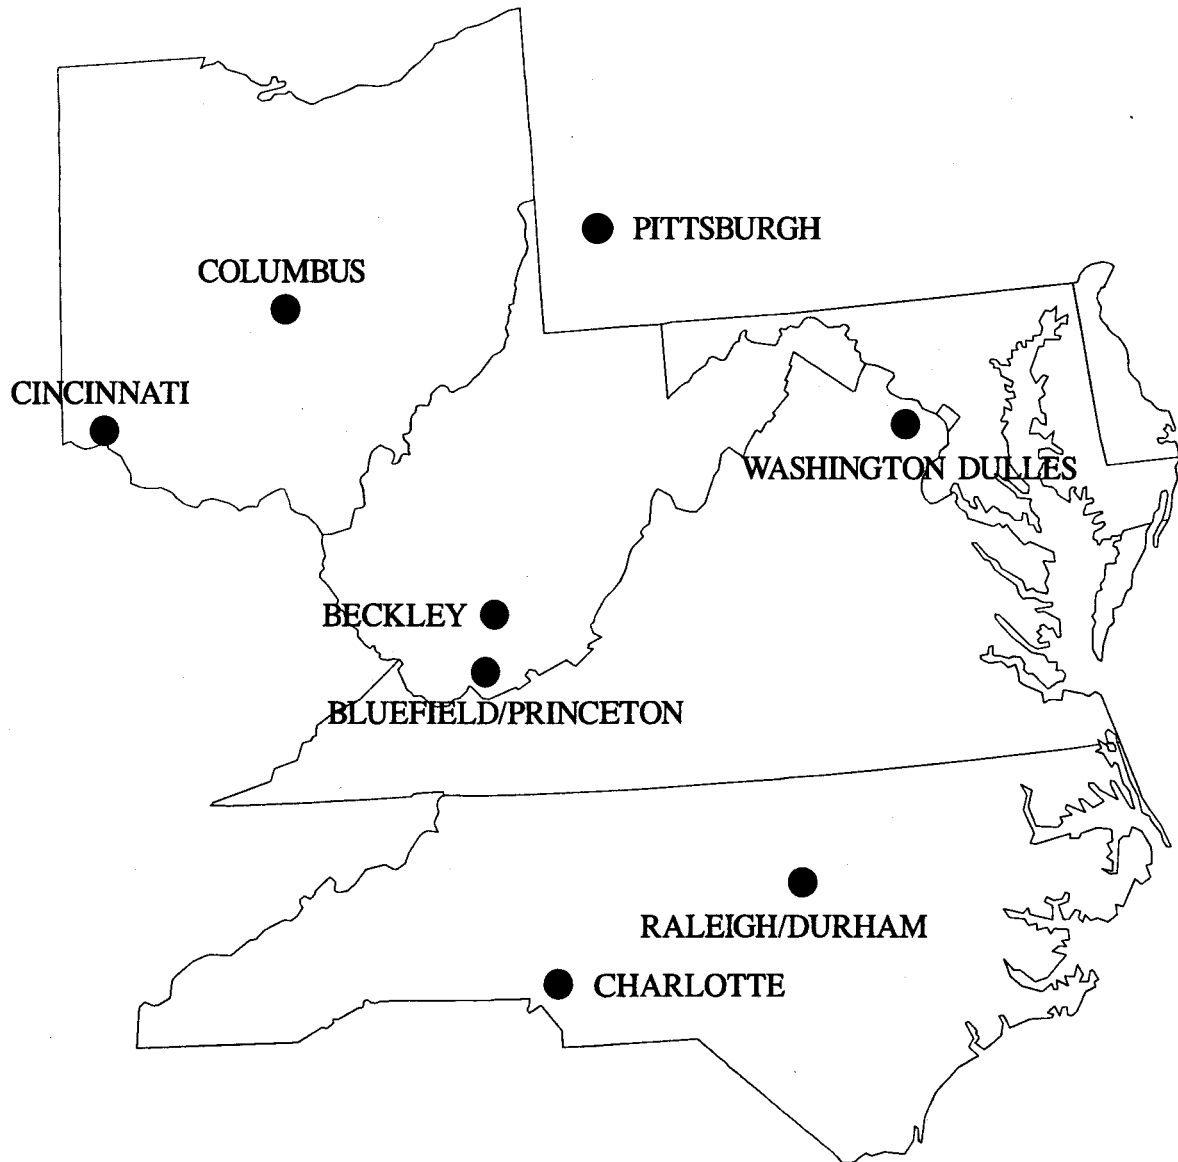 PITTSBURGH
COLUMBUS
CINCINNATI
WASHINGTON DULLES
BECKLEY
BLUEFIELD/PRINCETON
RALEIGH/DURHAM
CHARLOTTE